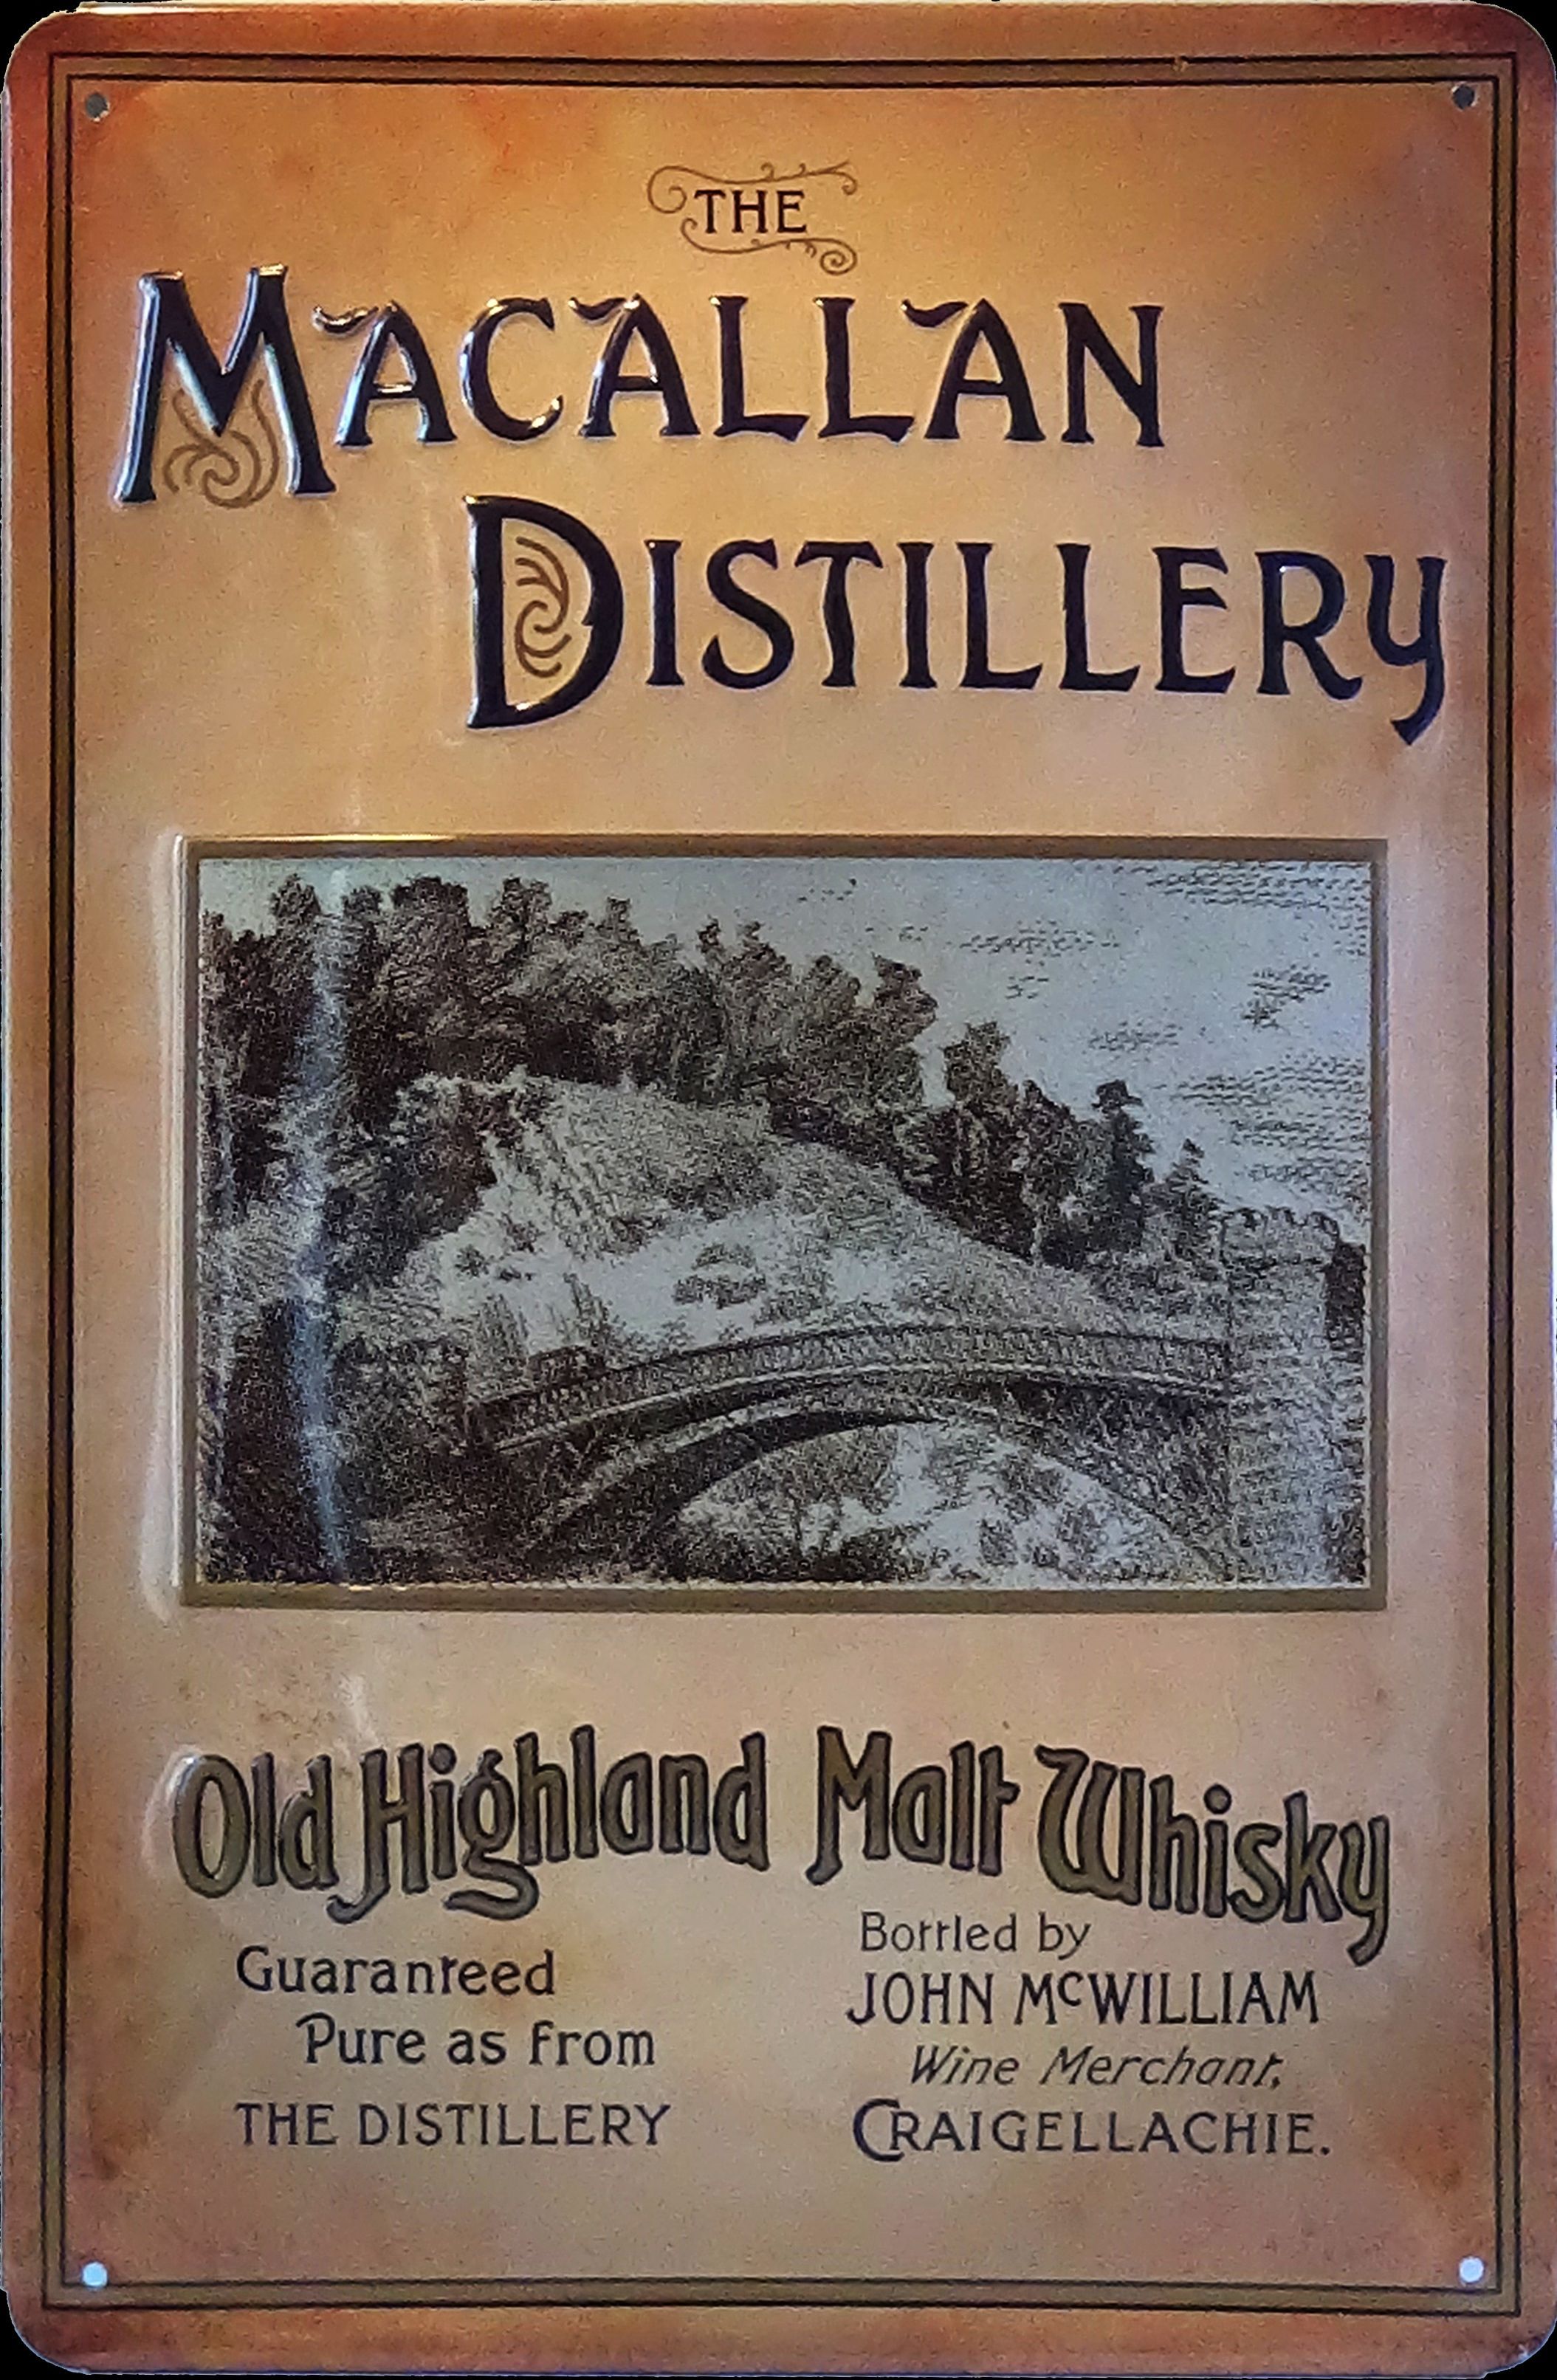 THE
MACALLAN
DISTILLERY
Old Highland Malt Whisky
Guaranteed
Pure as from
THE DISTILLERY
Bottled by
JOHN McWILLIAM
Wine Merchant,
CRAIGELLACHIE.